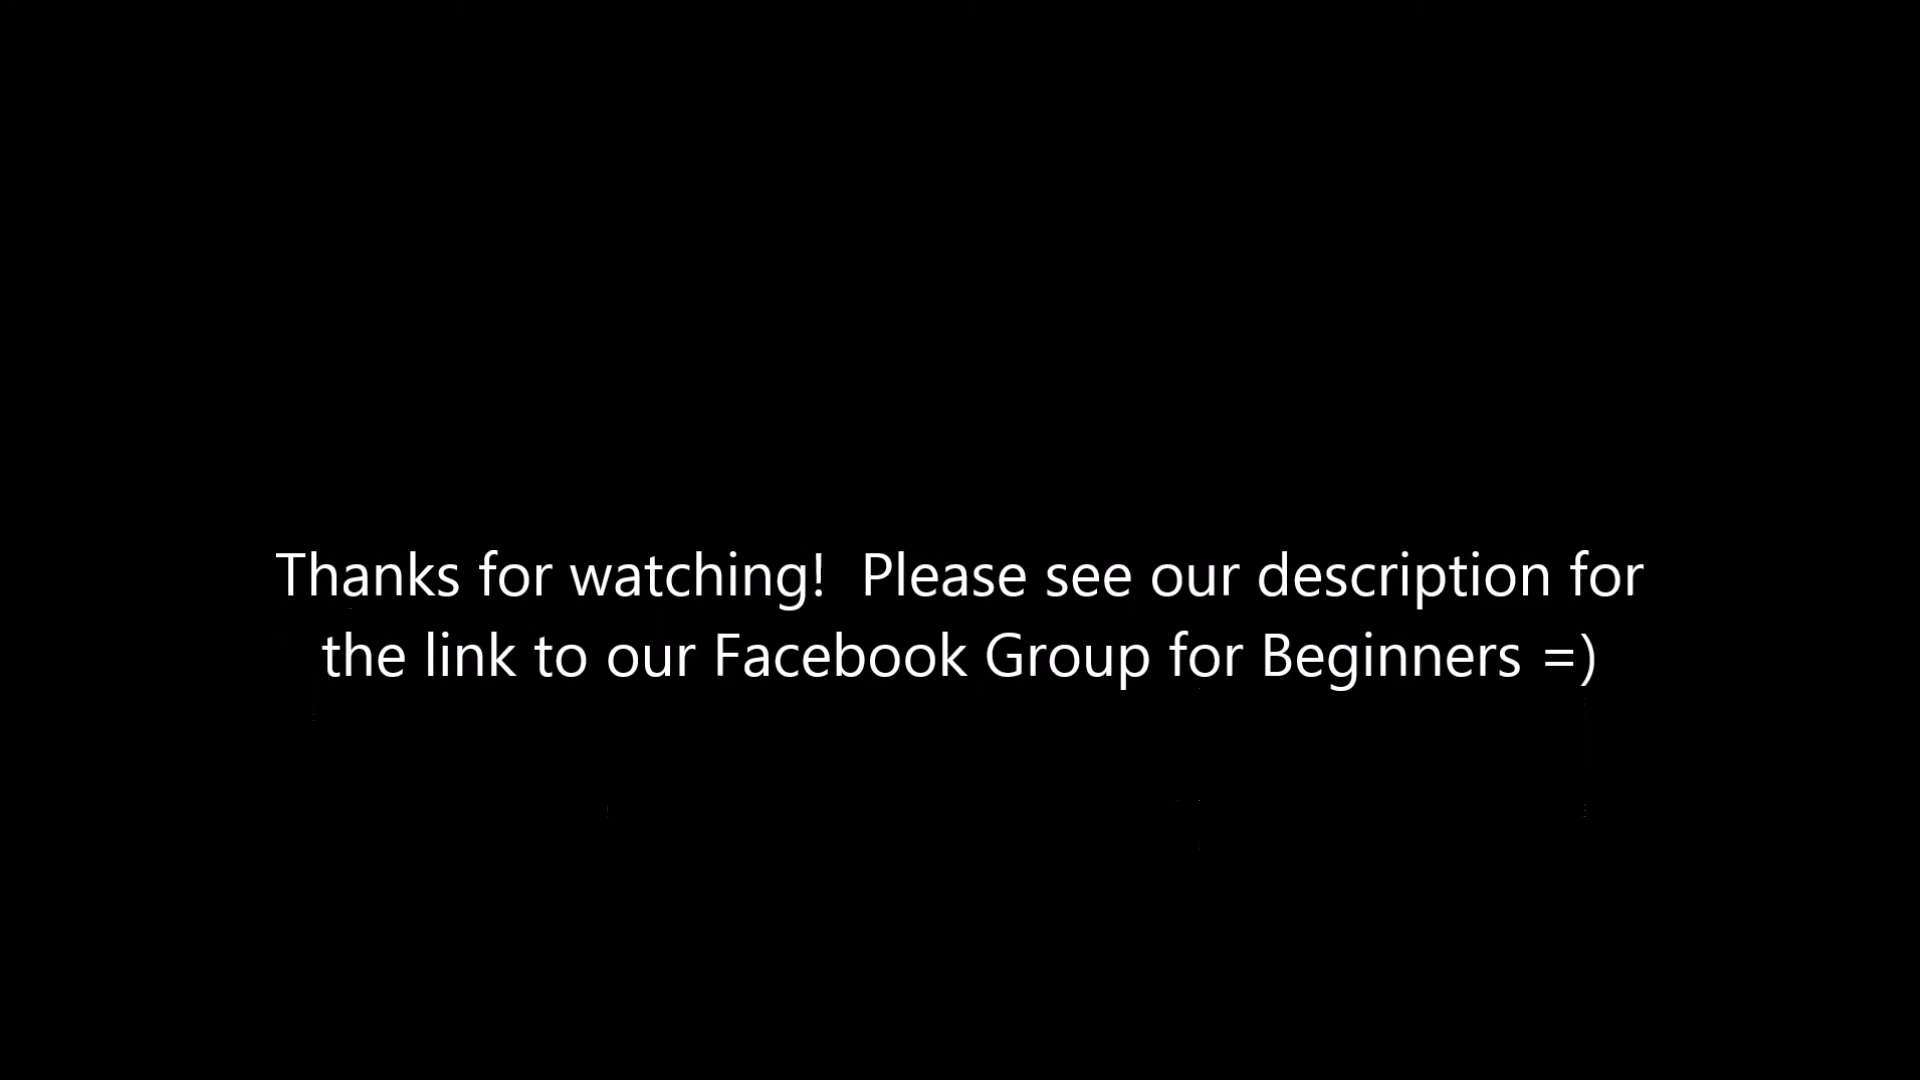 Thanks for watching!  Please see our description for
the link to our Facebook Group for Beginners =)